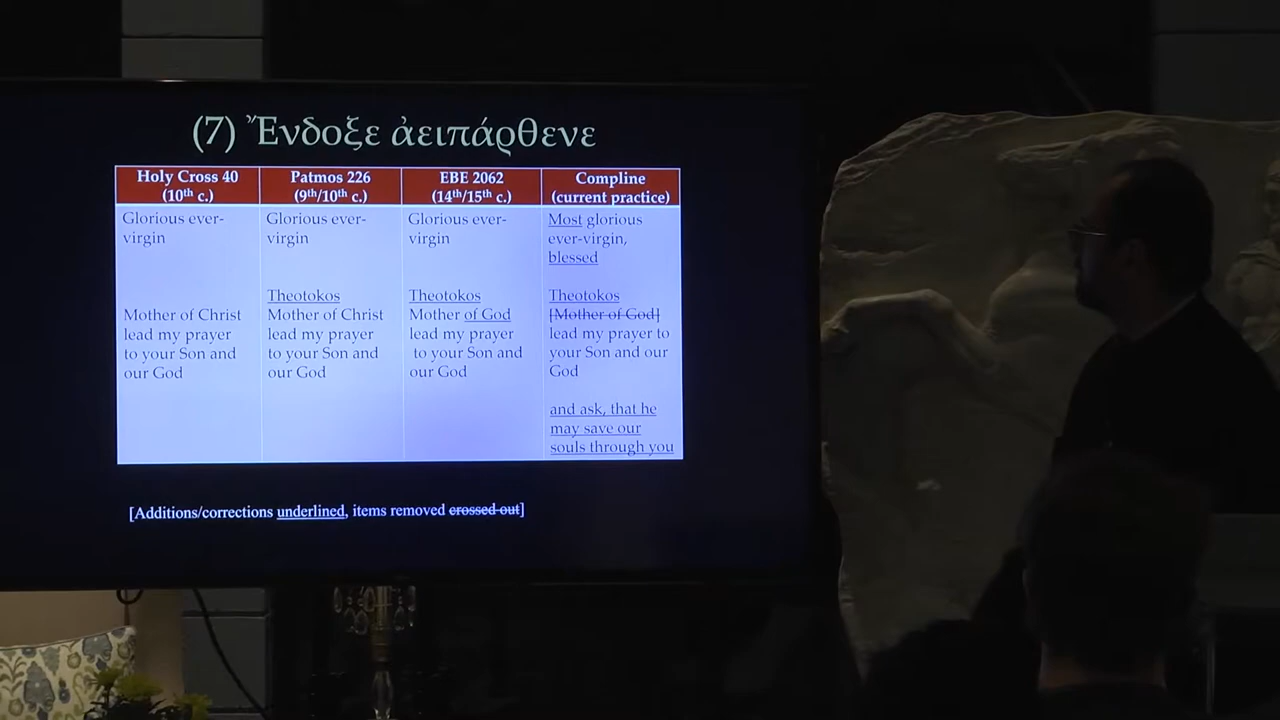 (7) Ἔνδοξε ἀειπάρθενε
Holy Cross 40
(10th c.)
Patmos 226
(9th/10th c.)
EBE 2062
(14th/15th c.)
Compline
(current practice)
Glorious ever-
virgin
Mother of Christ
lead my prayer
to your Son and
our God
Glorious ever-
virgin
Theotokos
Mother of Christ
lead my prayer
to your Son and
our God
Glorious ever-
virgin
Theotokos
Mother of God
lead my prayer
to your Son and
our God
Most glorious
ever-virgin,
blessed
Theotokos
[Mother of God]
lead my prayer to
your Son and our
God
and ask, that he
may save our
souls through you
[Additions/corrections underlined, items removed crossed out]